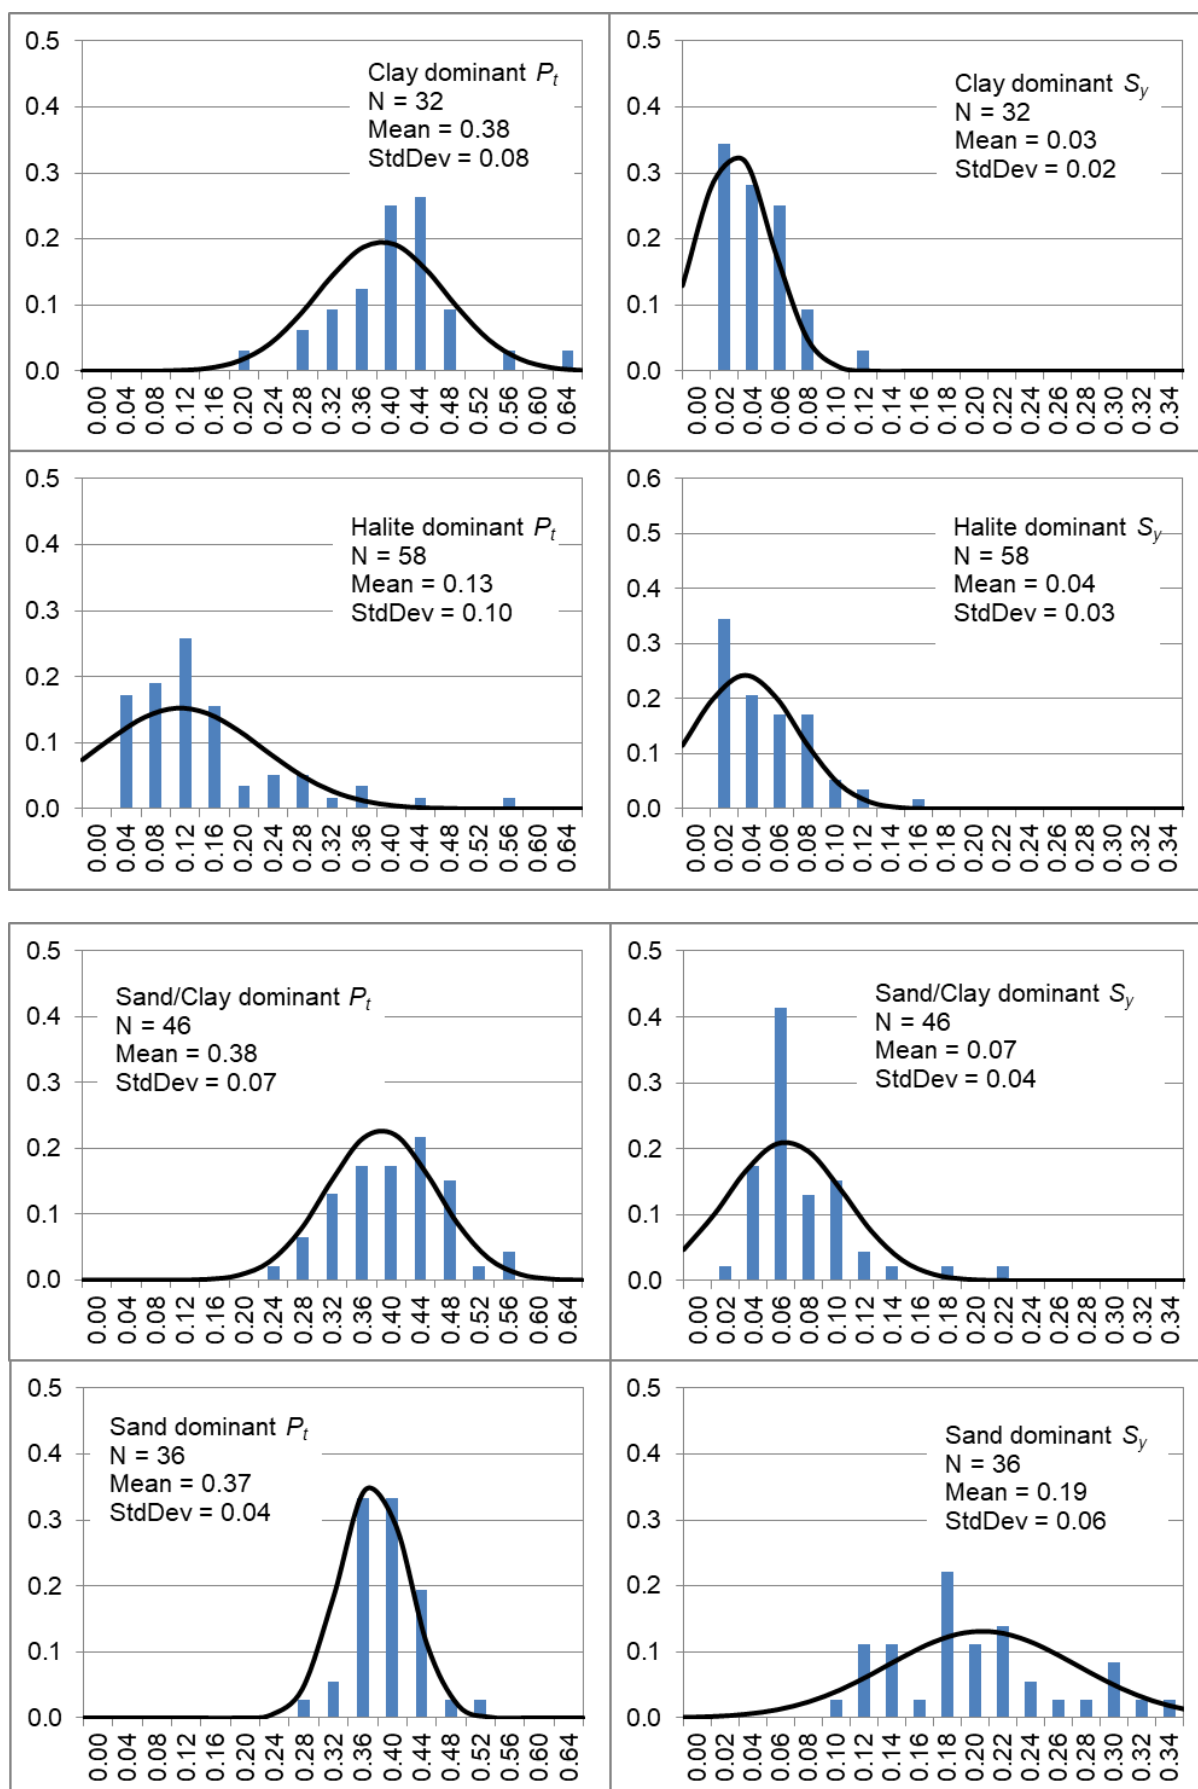 0.5
0.4
0.3
0.2
0.1
0.0
Clay dominant Pt
N = 32
Mean = 0.38
StdDev = 0.08
0.00 0.04 0.08 0.12 0.16 0.20 0.24 0.28 0.32 0.36 0.40 0.44 0.48 0.52 0.56 0.60 0.64
0.5
0.4
0.3
0.2
0.1
0.0
Clay dominant Sy
N = 32
Mean = 0.03
StdDev = 0.02
0.00 0.02 0.04 0.06 0.08 0.10 0.12 0.14 0.16 0.18 0.20 0.22 0.24 0.26 0.28 0.30 0.32 0.34
0.5
0.4
0.3
0.2
0.1
0.0
Halite dominant Pt
N = 58
Mean = 0.13
StdDev = 0.10
0.00 0.04 0.08 0.12 0.16 0.20 0.24 0.28 0.32 0.36 0.40 0.44 0.48 0.52 0.56 0.60 0.64
0.6
0.5
0.4
0.3
0.2
0.1
0.0
Halite dominant Sy
N = 58
Mean = 0.04
StdDev = 0.03
0.00 0.02 0.04 0.06 0.08 0.10 0.12 0.14 0.16 0.18 0.20 0.22 0.24 0.26 0.28 0.30 0.32 0.34
0.5
0.4
0.3
0.2
0.1
0.0
Sand/Clay dominant Pt
N = 46
Mean = 0.38
StdDev = 0.07
0.00 0.04 0.08 0.12 0.16 0.20 0.24 0.28 0.32 0.36 0.40 0.44 0.48 0.52 0.56 0.60 0.64
0.5
0.4
0.3
0.2
0.1
0.0
Sand/Clay dominant Sy
N = 46
Mean = 0.07
StdDev = 0.04
0.00 0.02 0.04 0.06 0.08 0.10 0.12 0.14 0.16 0.18 0.20 0.22 0.24 0.26 0.28 0.30 0.32 0.34
0.5
0.4
0.3
0.2
0.1
0.0
Sand dominant Pt
N = 36
Mean = 0.37
StdDev = 0.04
0.00 0.04 0.08 0.12 0.16 0.20 0.24 0.28 0.32 0.36 0.40 0.44 0.48 0.52 0.56 0.60 0.64
0.5
0.4
0.3
0.2
0.1
0.0
Sand dominant Sy
N = 36
Mean = 0.19
StdDev = 0.06
0.00 0.02 0.04 0.06 0.08 0.10 0.12 0.14 0.16 0.18 0.20 0.22 0.24 0.26 0.28 0.30 0.32 0.34